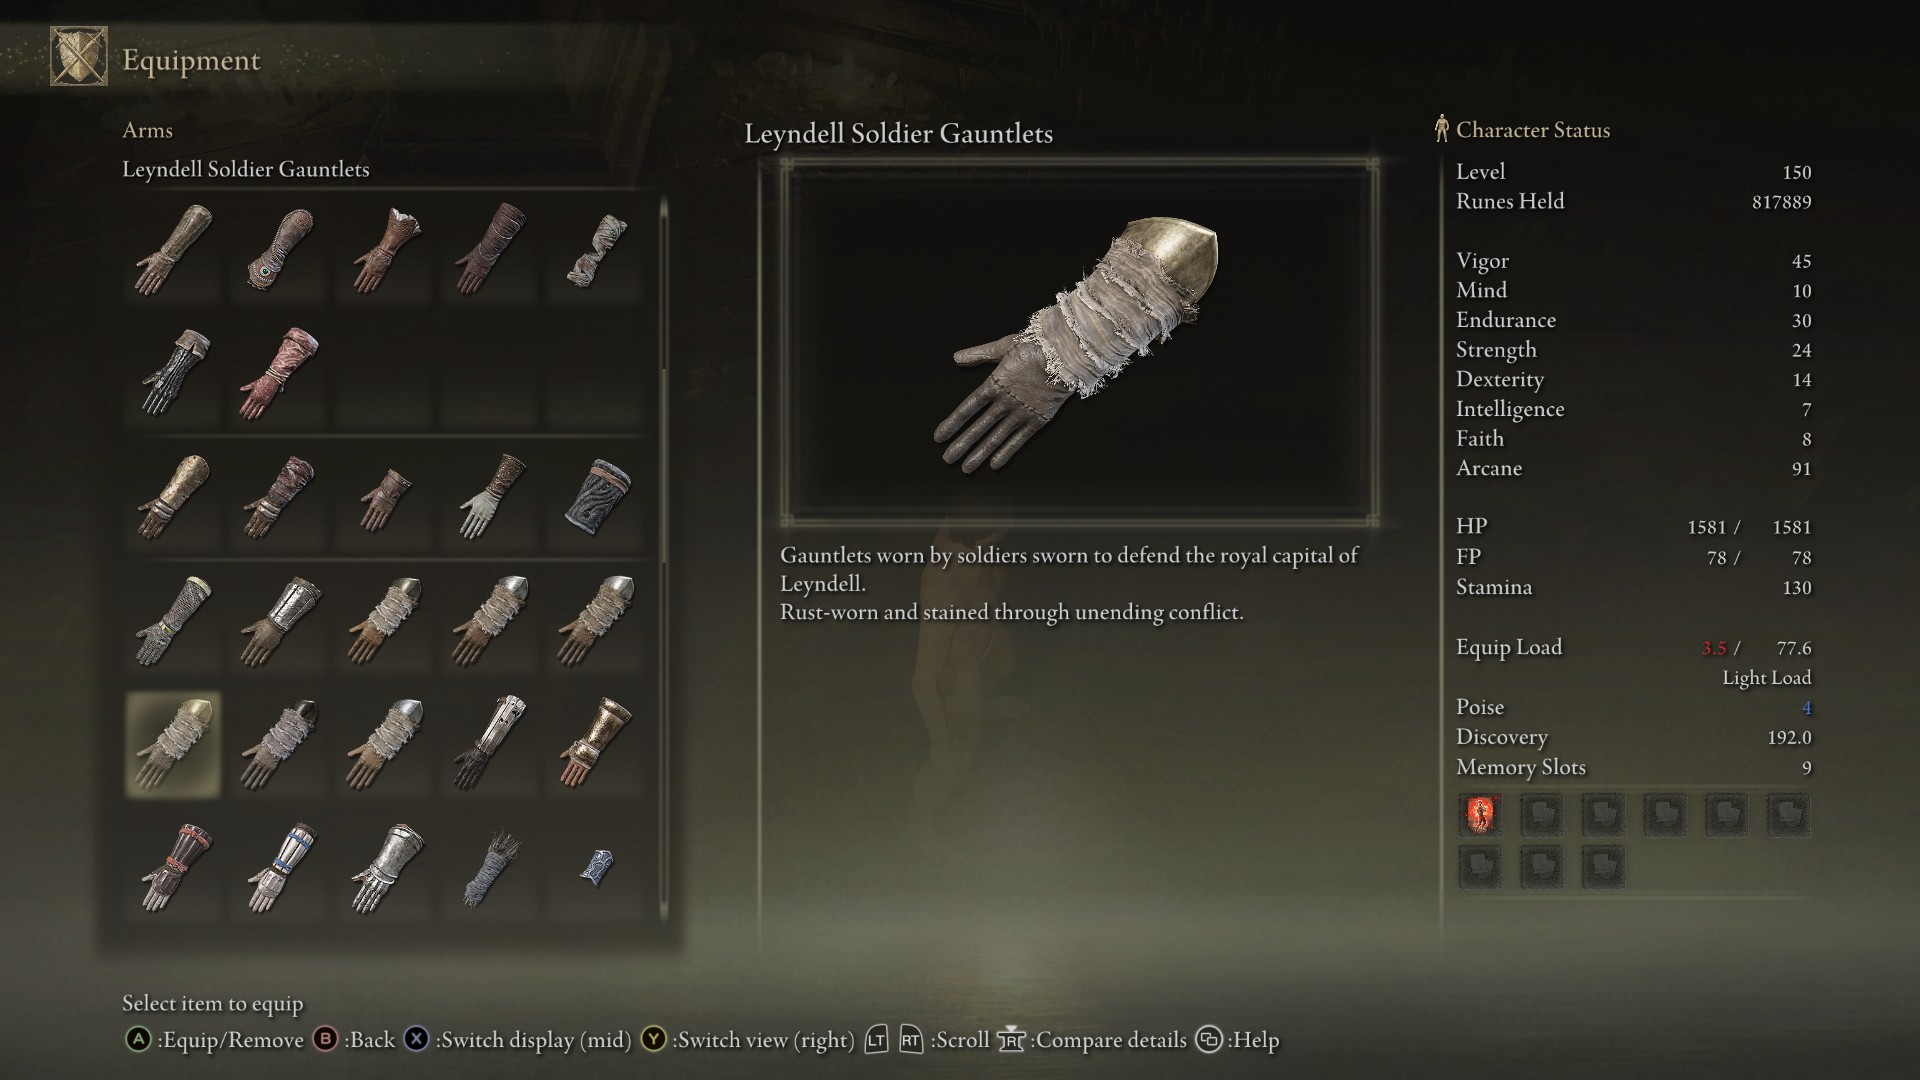 Equipment
Arms
Leyndell Soldier Gauntlets
Leyndell Soldier Gauntlets
Gauntlets worn by soldiers sworn to defend the royal capital of
Leyndell.
Rust-worn and stained through unending conflict.
Character Status
Level 150
Runes Held 817889
Vigor 45
Mind 10
Endurance 30
Strength 24
Dexterity 14
Intelligence 7
Faith 8
Arcane 91
HP 1581 / 1581
FP 78 / 78
Stamina 130
Equip Load 3.5 / 77.6
Light Load
Poise 4
Discovery 192.0
Memory Slots 9
Select item to equip
A :Equip/Remove B :Back X :Switch display (mid) Y :Switch view (right) LT RT :Scroll R :Compare details :Help